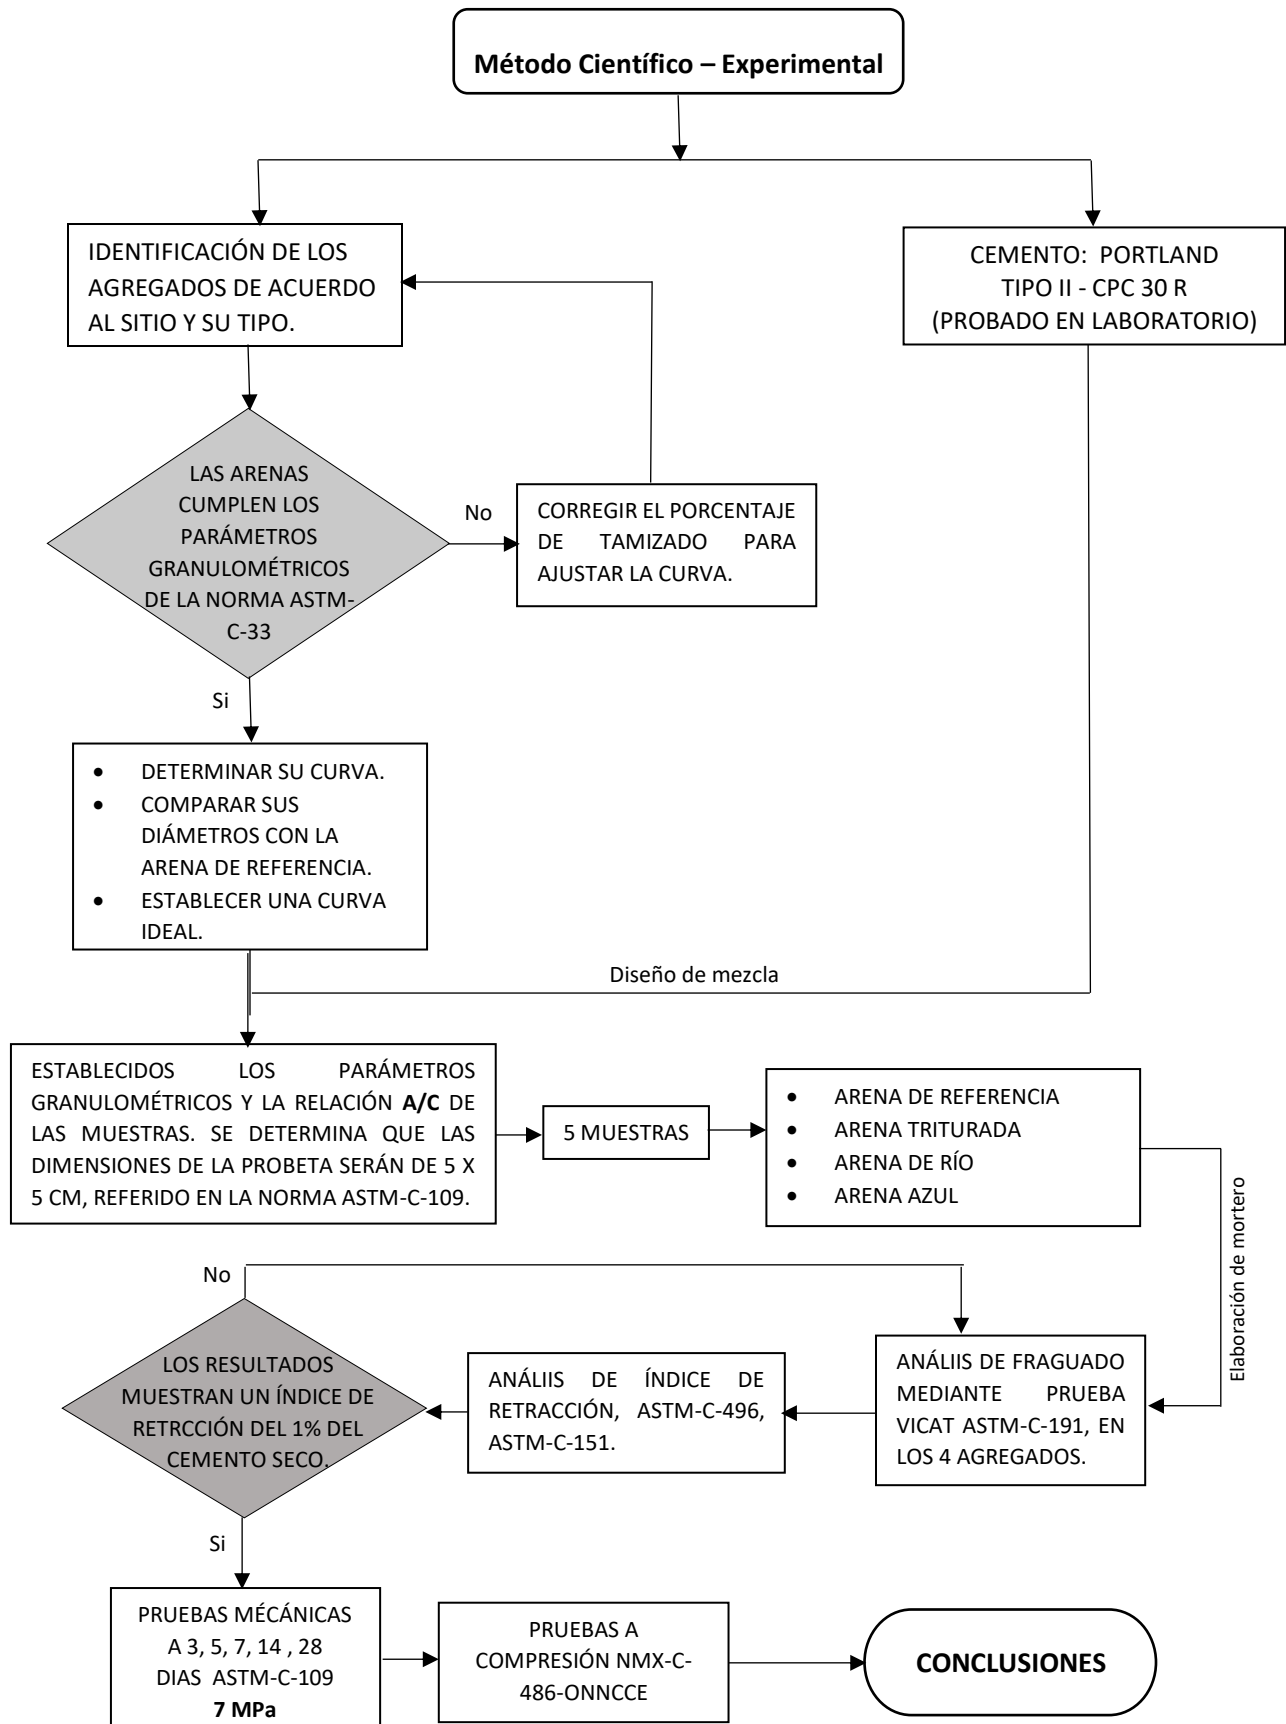 Método Científico – Experimental
IDENTIFICACIÓN DE LOS
AGREGADOS DE ACUERDO
AL SITIO Y SU TIPO.
CEMENTO: PORTLAND
TIPO II - CPC 30 R
(PROBADO EN LABORATORIO)
LAS ARENAS
CUMPLEN LOS
PARÁMETROS
GRANULOMÉTRICOS
DE LA NORMA ASTM-
C-33
No
CORREGIR EL PORCENTAJE
DE TAMIZADO PARA
AJUSTAR LA CURVA.
Si
• DETERMINAR SU CURVA.
• COMPARAR SUS
DIÁMETROS CON LA
ARENA DE REFERENCIA.
• ESTABLECER UNA CURVA
IDEAL.
Diseño de mezcla
ESTABLECIDOS LOS PARÁMETROS
GRANULOMÉTRICOS Y LA RELACIÓN A/C DE
LAS MUESTRAS. SE DETERMINA QUE LAS
DIMENSIONES DE LA PROBETA SERÁN DE 5 X
5 CM, REFERIDO EN LA NORMA ASTM-C-109.
5 MUESTRAS
• ARENA DE REFERENCIA
• ARENA TRITURADA
• ARENA DE RÍO
• ARENA AZUL
Elaboración de mortero
ANÁLIIS DE FRAGUADO
MEDIANTE PRUEBA
VICAT ASTM-C-191, EN
LOS 4 AGREGADOS.
ANÁLIIS DE ÍNDICE DE
RETRACCIÓN, ASTM-C-496,
ASTM-C-151.
No
LOS RESULTADOS
MUESTRAN UN ÍNDICE DE
RETRCCIÓN DEL 1% DEL
CEMENTO SECO.
Si
PRUEBAS MÉCÁNICAS
A 3, 5, 7, 14 , 28
DIAS ASTM-C-109
7 MPa
PRUEBAS A
COMPRESIÓN NMX-C-
486-ONNCCE
CONCLUSIONES